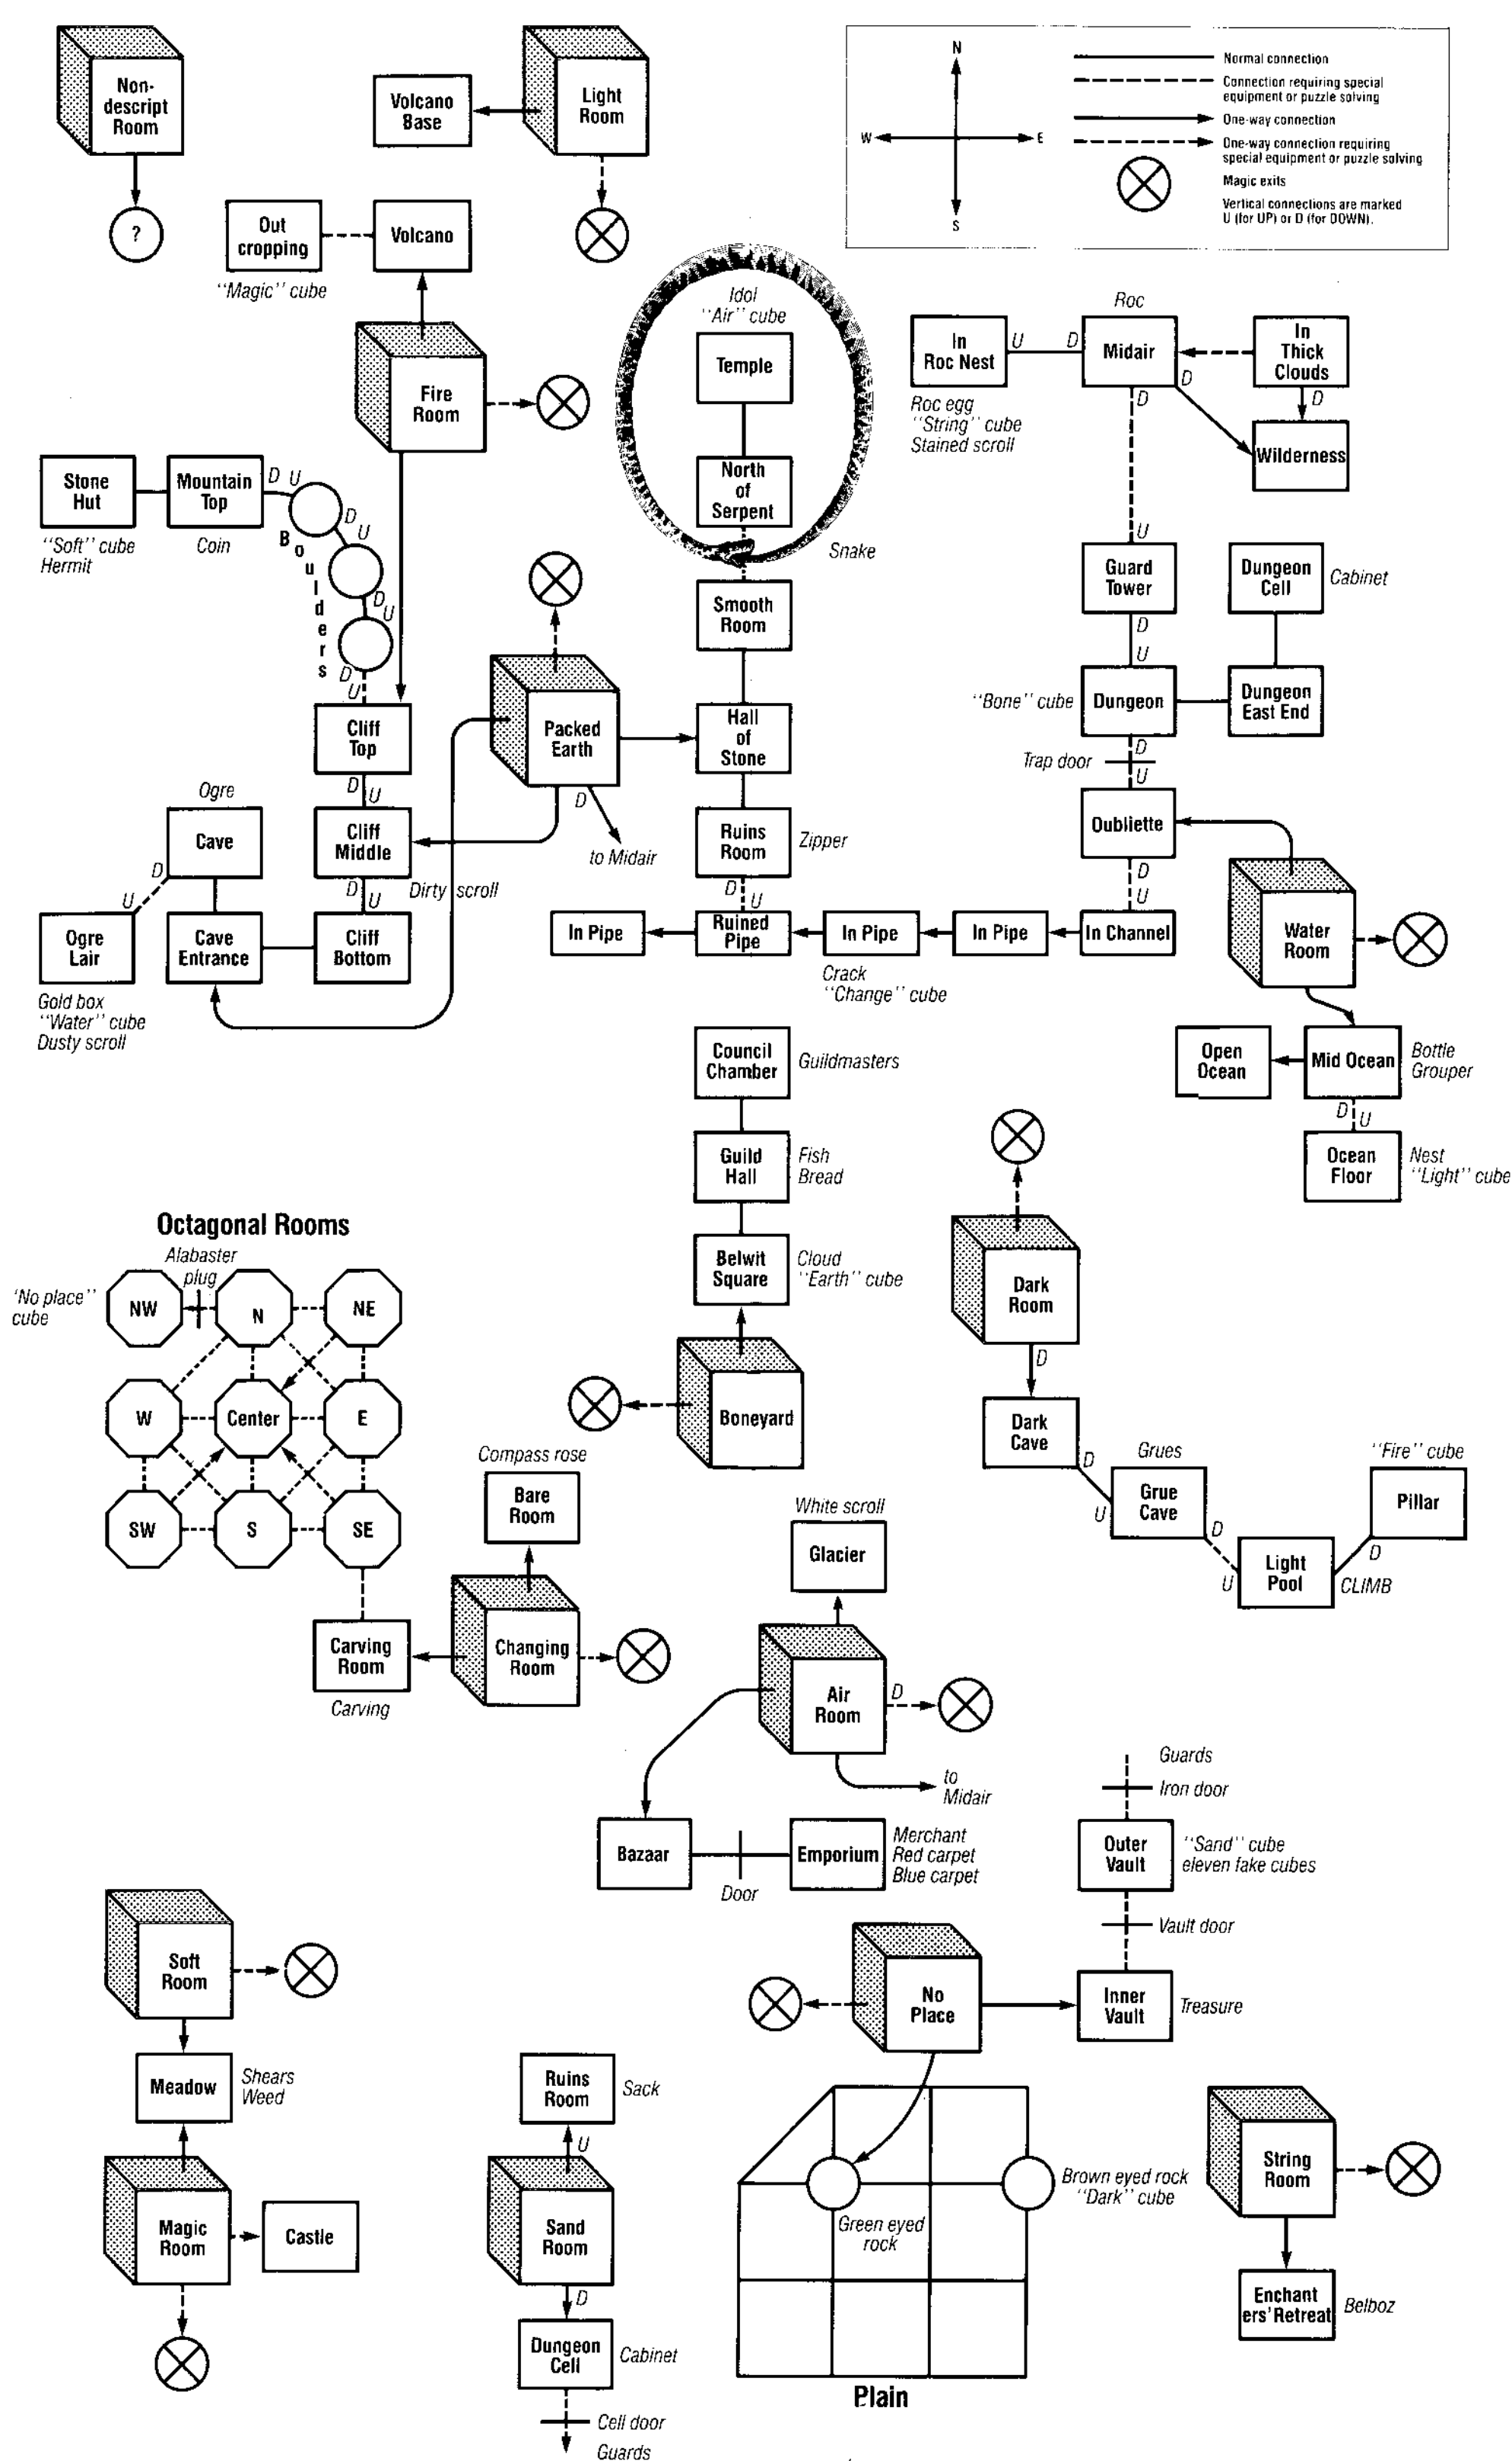 Non-
descript
Room
?
Volcano
Base
Light
Room
N
W
E
S
Normal connection
Connection requiring special
equipment or puzzle solving
One-way connection
One-way connection requiring
special equipment or puzzle solving
Magic exits
Vertical connections are marked
U (for UP) or D (for DOWN).
Out
cropping
"Magic" cube
Volcano
Fire
Room
Idol
"Air" cube
Temple
North
of
Serpent
Snake
Smooth
Room
Hall
of
Stone
Ruins
Room
Zipper
D
U
Roc
In
Roc Nest
U
D
Midair
In
Thick
Clouds
D
D
D
Roc egg
"String" cube
Stained scroll
Wilderness
Stone
Hut
"Soft" cube
Hermit
Mountain
Top
Coin
D U
D
U
D
U
D
U
Boulders
Cliff
Top
D
U
Cliff
Middle
Dirty scroll
D
U
Cliff
Bottom
Ogre
Cave
D
U
Cave
Entrance
Ogre
Lair
Gold box
"Water" cube
Dusty scroll
Packed
Earth
D
to Midair
U
Guard
Tower
D
U
Dungeon
Cell
Cabinet
"Bone" cube
Dungeon
Dungeon
East End
Trap door
D
U
Oubliette
D
U
In Pipe
Ruined
Pipe
In Pipe
In Pipe
In Channel
Crack
"Change" cube
Water
Room
Open
Ocean
Mid Ocean
Bottle
Grouper
D
U
Ocean
Floor
Nest
"Light" cube
Council
Chamber
Guildmasters
Guild
Hall
Fish
Bread
Belwit
Square
Cloud
"Earth" cube
Boneyard
Octagonal Rooms
Alabaster
plug
'No place"
cube
NW
N
NE
W
Center
E
SW
S
SE
Carving
Room
Carving
Compass rose
Bare
Room
Changing
Room
Dark
Room
D
Dark
Cave
D
Grues
U
Grue
Cave
D
U
Light
Pool
CLIMB
D
"Fire" cube
Pillar
White scroll
Glacier
Air
Room
D
to
Midair
Bazaar
Door
Emporium
Merchant
Red carpet
Blue carpet
Guards
Iron door
Outer
Vault
"Sand" cube
eleven fake cubes
Vault door
Inner
Vault
Treasure
No
Place
Soft
Room
Meadow
Shears
Weed
Magic
Room
Castle
Ruins
Room
Sack
U
Sand
Room
D
Dungeon
Cell
Cabinet
Cell door
Guards
Green eyed
rock
Brown eyed rock
"Dark" cube
Plain
String
Room
Enchant
ers' Retreat
Belboz